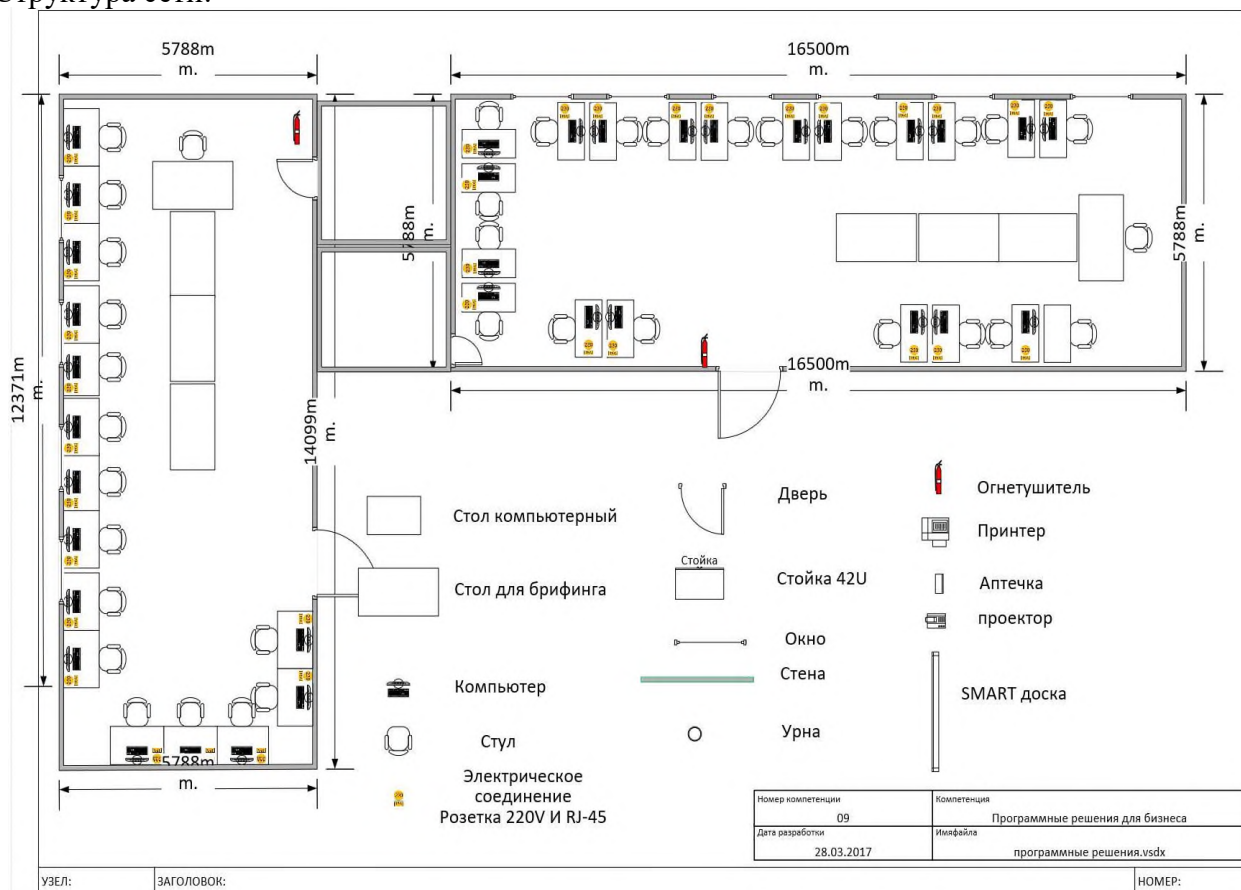 Структура сети.
5788m
m.
16500m
m.
12371m
m.
14099m
m.
5788m
m.
5788m
m.
16500m
m.
5788m
m.
Стол компьютерный
Стол для брифинга
Компьютер
Стул
Электрическое
соединение
Розетка 220V И RJ-45
Дверь
Стойка
Стойка 42U
Окно
Стена
Урна
Огнетушитель
Принтер
Аптечка
проектор
SMART доска
Номер компетенции
09
Компетенция
Программные решения для бизнеса
Дата разработки
28.03.2017
Имяфайла
программные решения.vsdx
УЗЕЛ:
ЗАГОЛОВОК:
НОМЕР: